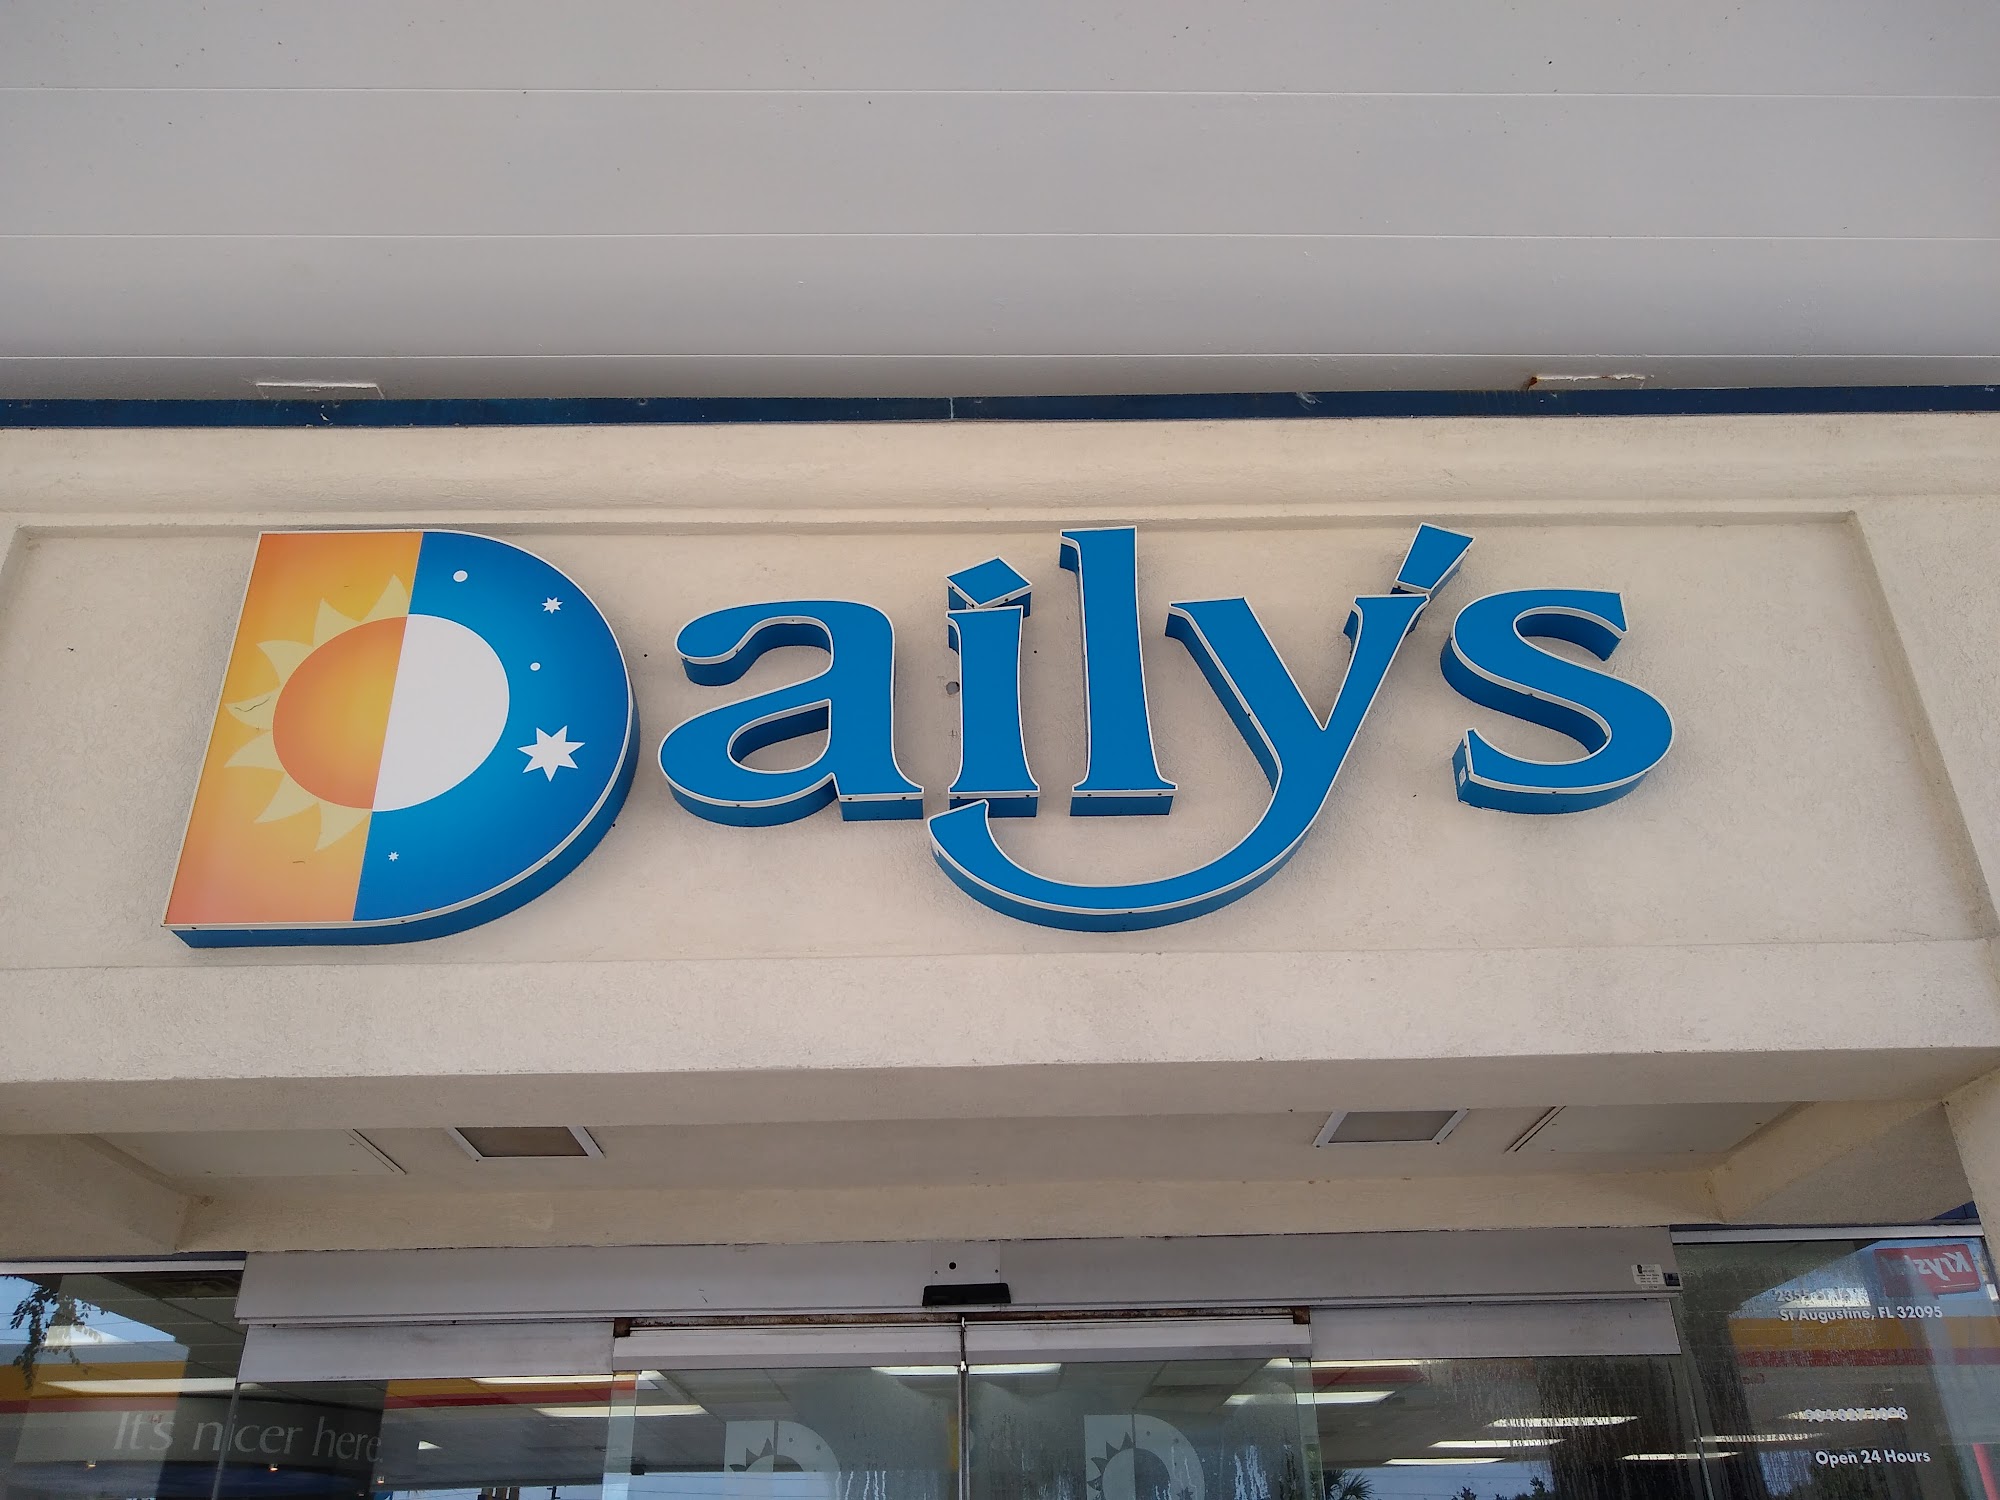 Daily's
It's nicer here.
St Augustine, FL 32095
Open 24 Hours